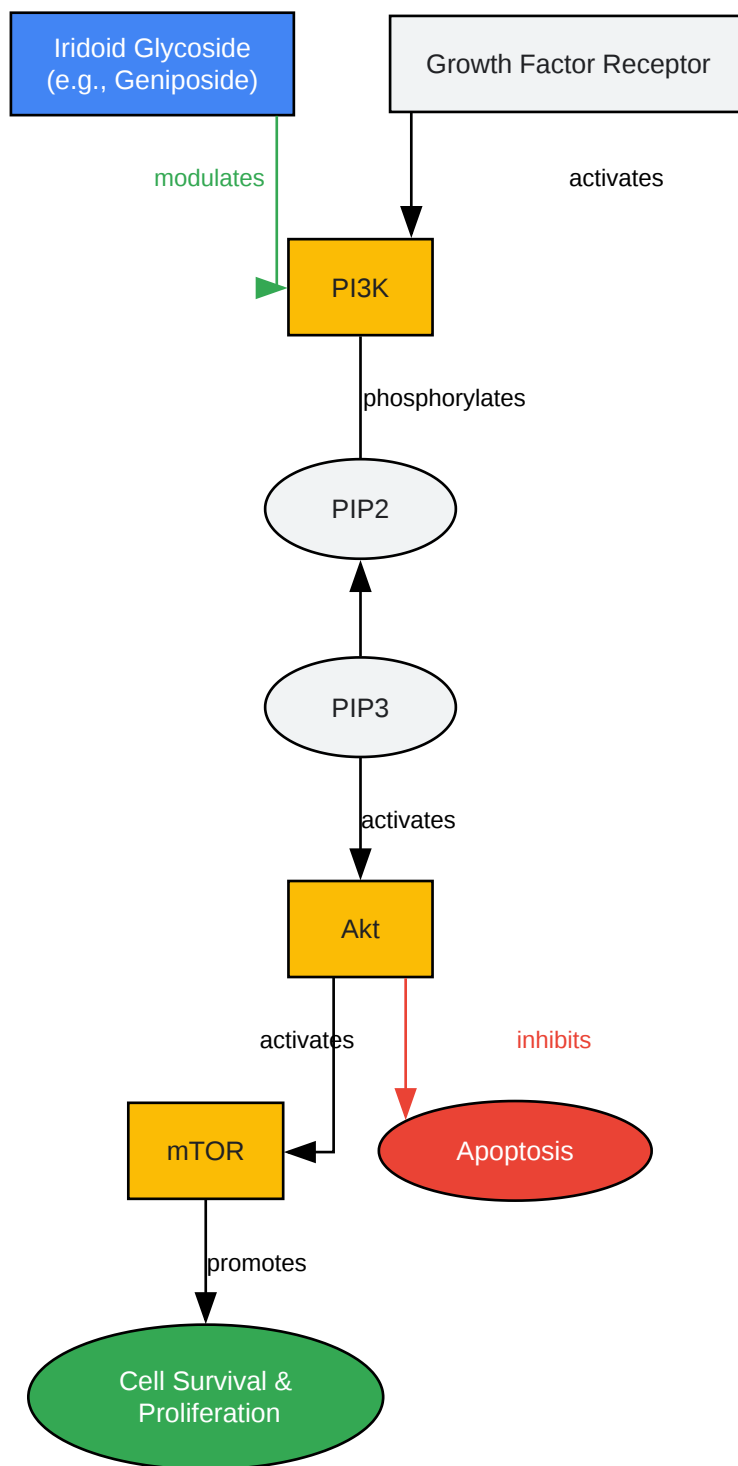 Iridoid Glycoside
(e.g., Geniposide)
Growth Factor Receptor
modulates
activates
PI3K
phosphorylates
PIP2
PIP3
activates
Akt
activates
inhibits
mTOR
Apoptosis
promotes
Cell Survival &
Proliferation